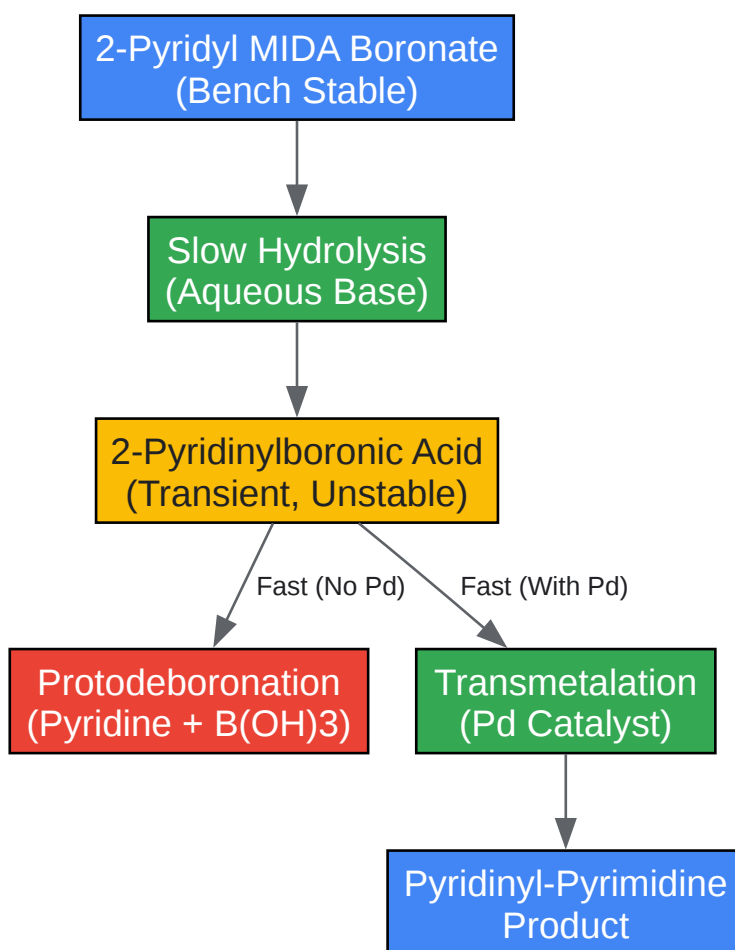 2-Pyridyl MIDA Boronate
(Bench Stable)
Slow Hydrolysis
(Aqueous Base)
2-Pyridinylboronic Acid
(Transient, Unstable)
Fast (No Pd)
Fast (With Pd)
Protodeboronation
(Pyridine + B(OH)3)
Transmetalation
(Pd Catalyst)
Pyridinyl-Pyrimidine
Product